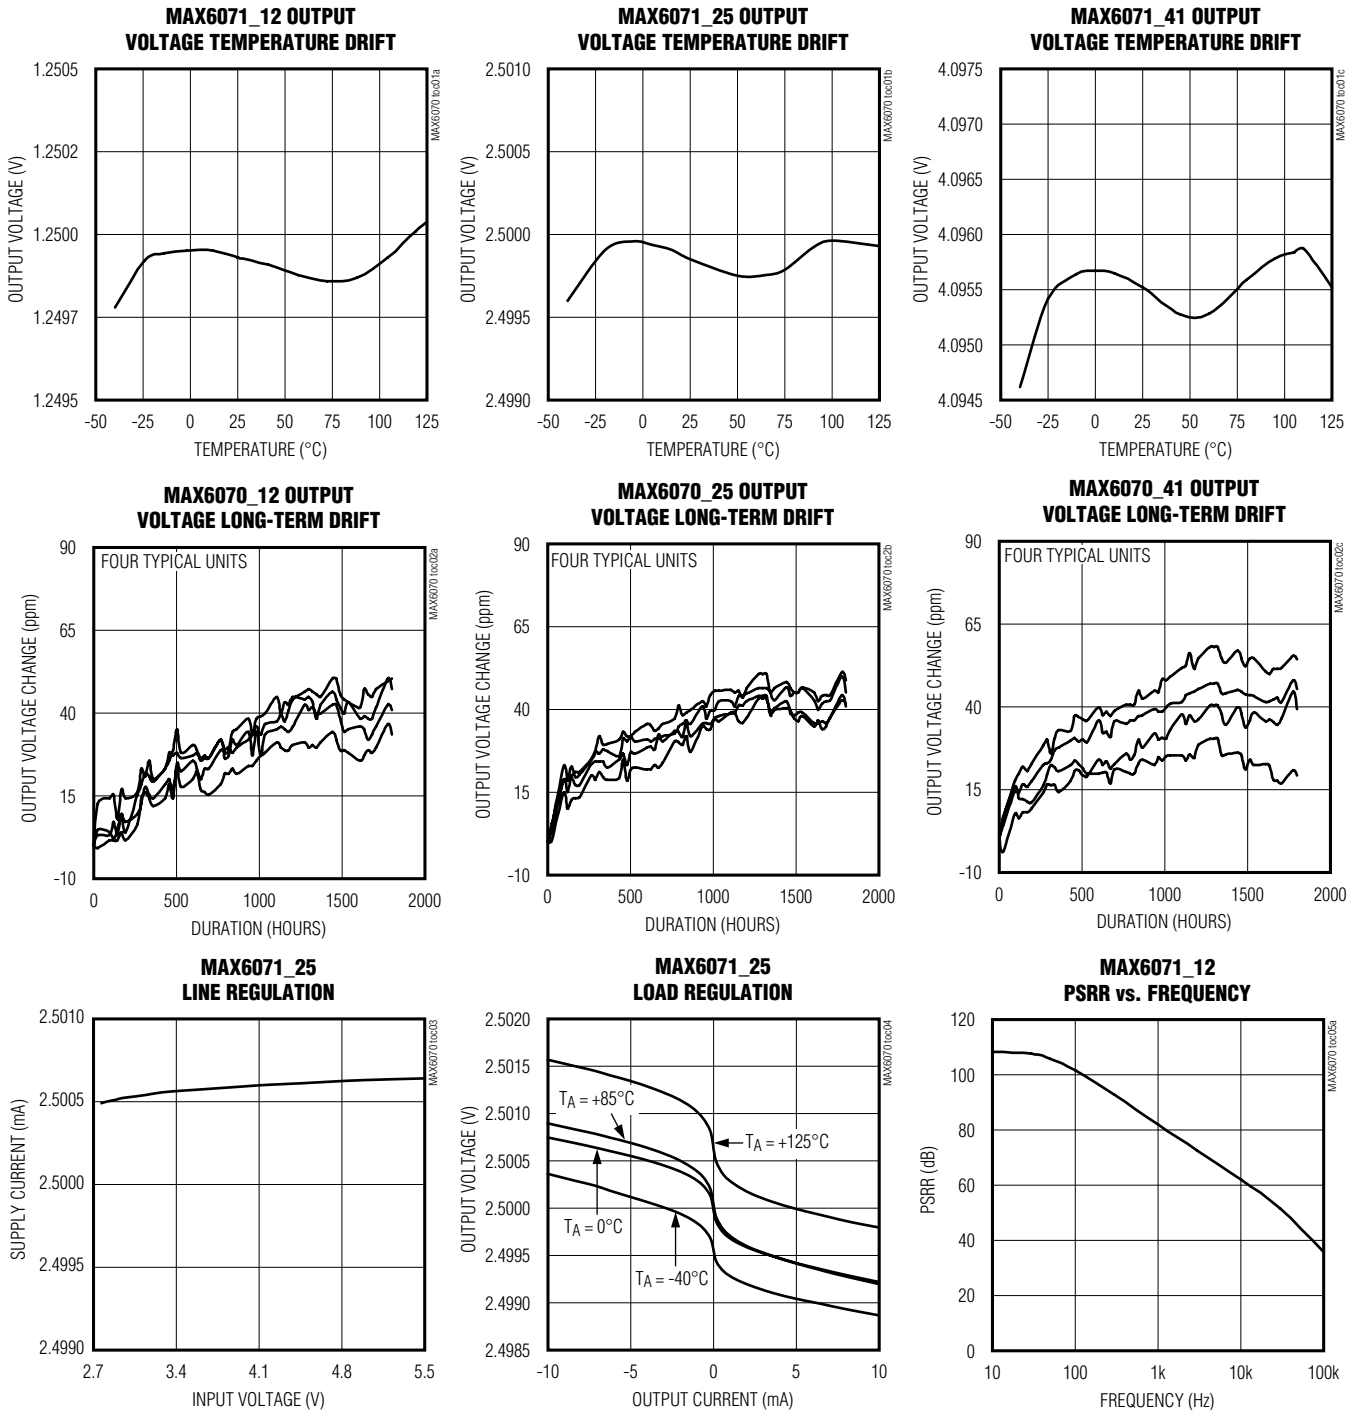 MAX6071_12 OUTPUT
VOLTAGE TEMPERATURE DRIFT
1.2505
1.2502
1.2500
1.2497
1.2495
OUTPUT VOLTAGE (V)
-50 -25 0 25 50 75 100 125
TEMPERATURE (°C)
MAX6070 toc01a
MAX6071_25 OUTPUT
VOLTAGE TEMPERATURE DRIFT
2.5010
2.5005
2.5000
2.4995
2.4990
OUTPUT VOLTAGE (V)
-50 -25 0 25 50 75 100 125
TEMPERATURE (°C)
MAX6070 toc01b
MAX6071_41 OUTPUT
VOLTAGE TEMPERATURE DRIFT
4.0975
4.0970
4.0965
4.0960
4.0955
4.0950
4.0945
OUTPUT VOLTAGE (V)
-50 -25 0 25 50 75 100 125
TEMPERATURE (°C)
MAX6070 toc01c
MAX6070_12 OUTPUT
VOLTAGE LONG-TERM DRIFT
90
65
40
15
-10
OUTPUT VOLTAGE CHANGE (ppm)
FOUR TYPICAL UNITS
0 500 1000 1500 2000
DURATION (HOURS)
MAX6070 toc02a
MAX6070_25 OUTPUT
VOLTAGE LONG-TERM DRIFT
90
65
40
15
-10
OUTPUT VOLTAGE CHANGE (ppm)
FOUR TYPICAL UNITS
0 500 1000 1500 2000
DURATION (HOURS)
MAX6070 toc2b
MAX6070_41 OUTPUT
VOLTAGE LONG-TERM DRIFT
90
65
40
15
-10
OUTPUT VOLTAGE CHANGE (ppm)
FOUR TYPICAL UNITS
0 500 1000 1500 2000
DURATION (HOURS)
MAX6070 toc02c
MAX6071_25
LINE REGULATION
2.5010
2.5005
2.5000
2.4995
2.4990
SUPPLY CURRENT (mA)
2.7 3.4 4.1 4.8 5.5
INPUT VOLTAGE (V)
MAX6070 toc03
MAX6071_25
LOAD REGULATION
2.5020
2.5015
2.5010
2.5005
2.5000
2.4995
2.4990
2.4985
OUTPUT VOLTAGE (V)
TA = +85°C
TA = +125°C
TA = 0°C
TA = -40°C
-10 -5 0 5 10
OUTPUT CURRENT (mA)
MAX6070 toc04
MAX6071_12
PSRR vs. FREQUENCY
120
100
80
60
40
20
0
PSRR (dB)
10 100 1k 10k 100k
FREQUENCY (Hz)
MAX6070 toc05a